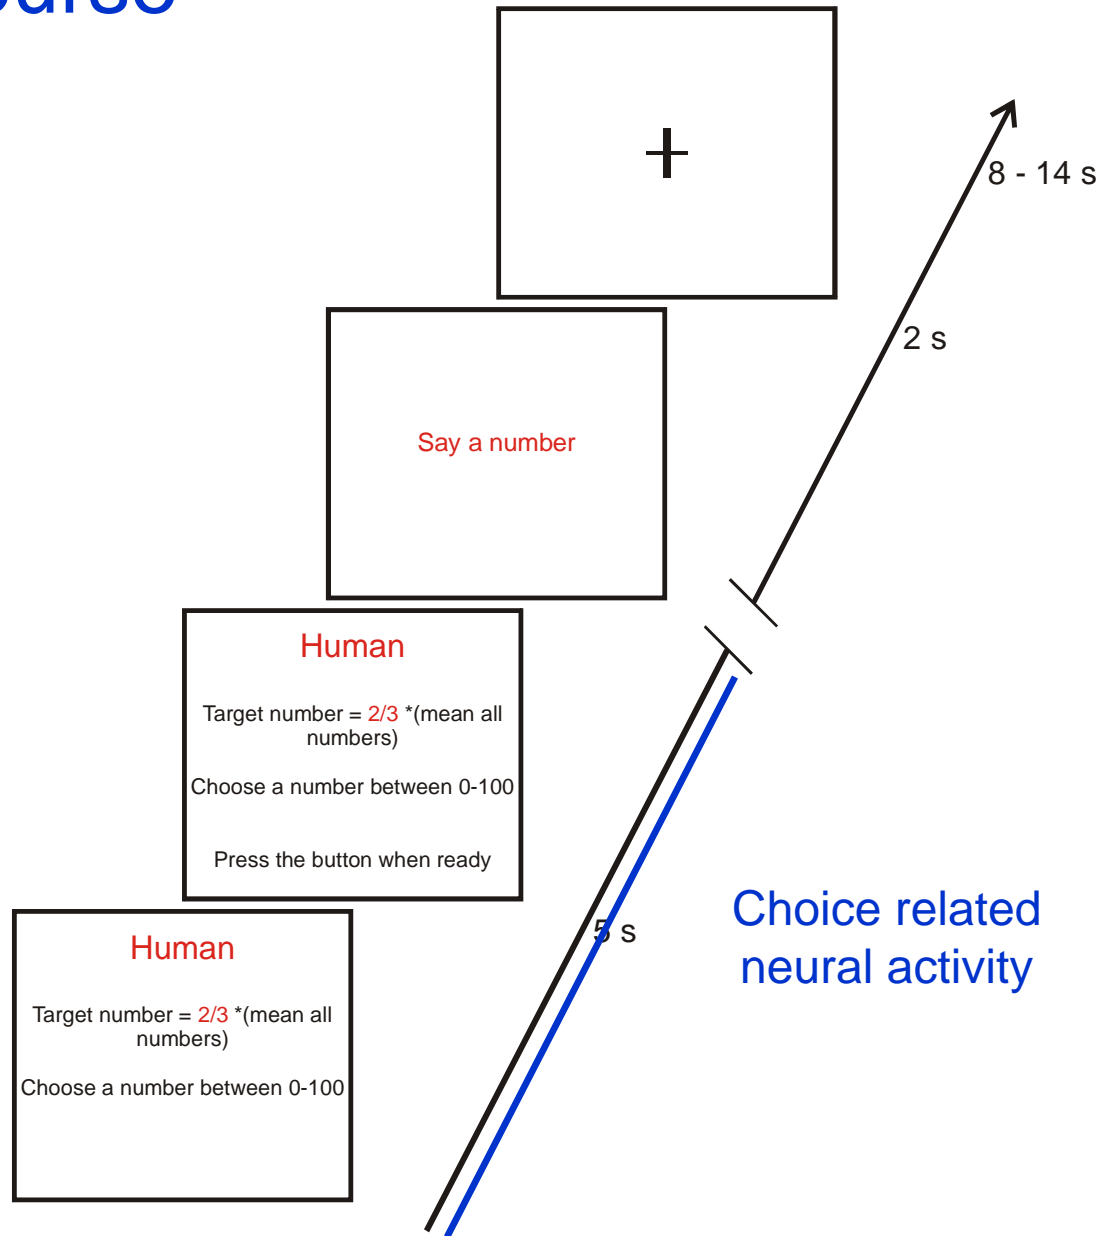 8 - 14 s
2 s
Say a number
Human
Target number = 2/3 *(mean all
numbers)
Choose a number between 0-100
Press the button when ready
5 s
Choice related
neural activity
Human
Target number = 2/3 *(mean all
numbers)
Choose a number between 0-100